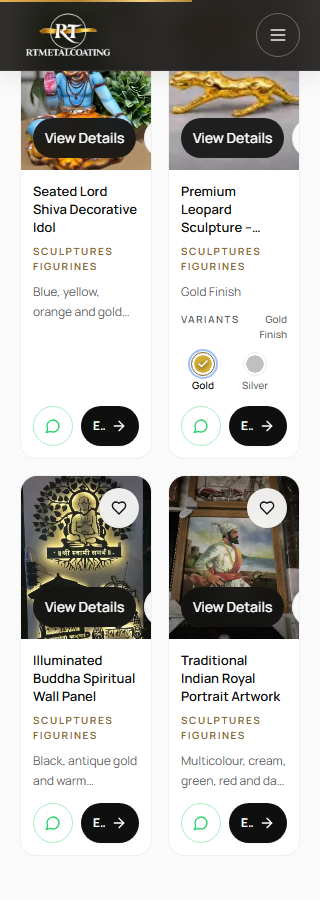 RT
RTMETALCOATING
View Details
View Details
Seated Lord
Shiva Decorative
Idol
SCULPTURES
FIGURINES
Blue, yellow,
orange and gold...
Premium
Leopard
Sculpture –...
SCULPTURES
FIGURINES
Gold Finish
VARIANTS
Gold
Finish
Gold
Silver
E..
E..
॥श्री स्वामी समर्थ॥
View Details
View Details
Illuminated
Buddha Spiritual
Wall Panel
SCULPTURES
FIGURINES
Black, antique gold
and warm...
Traditional
Indian Royal
Portrait Artwork
SCULPTURES
FIGURINES
Multicolour, cream,
green, red and da...
E..
E..